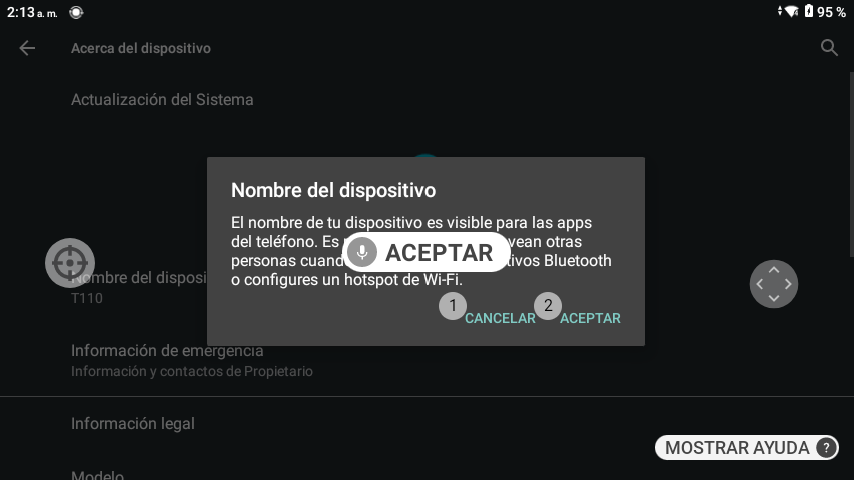 2:13 a. m.
95 %
Acerca del dispositivo
Actualización del Sistema
Nombre del dispositivo
El nombre de tu dispositivo es visible para las apps
del teléfono. Es vean otras
ACEPTAR
personas cuand tivos Bluetooth
o configures un hotspot de Wi-Fi.
Nombre del disposi
T110
1 CANCELAR
2 ACEPTAR
Información de emergencia
Información y contactos de Propietario
Información legal
MOSTRAR AYUDA ?
Modelo